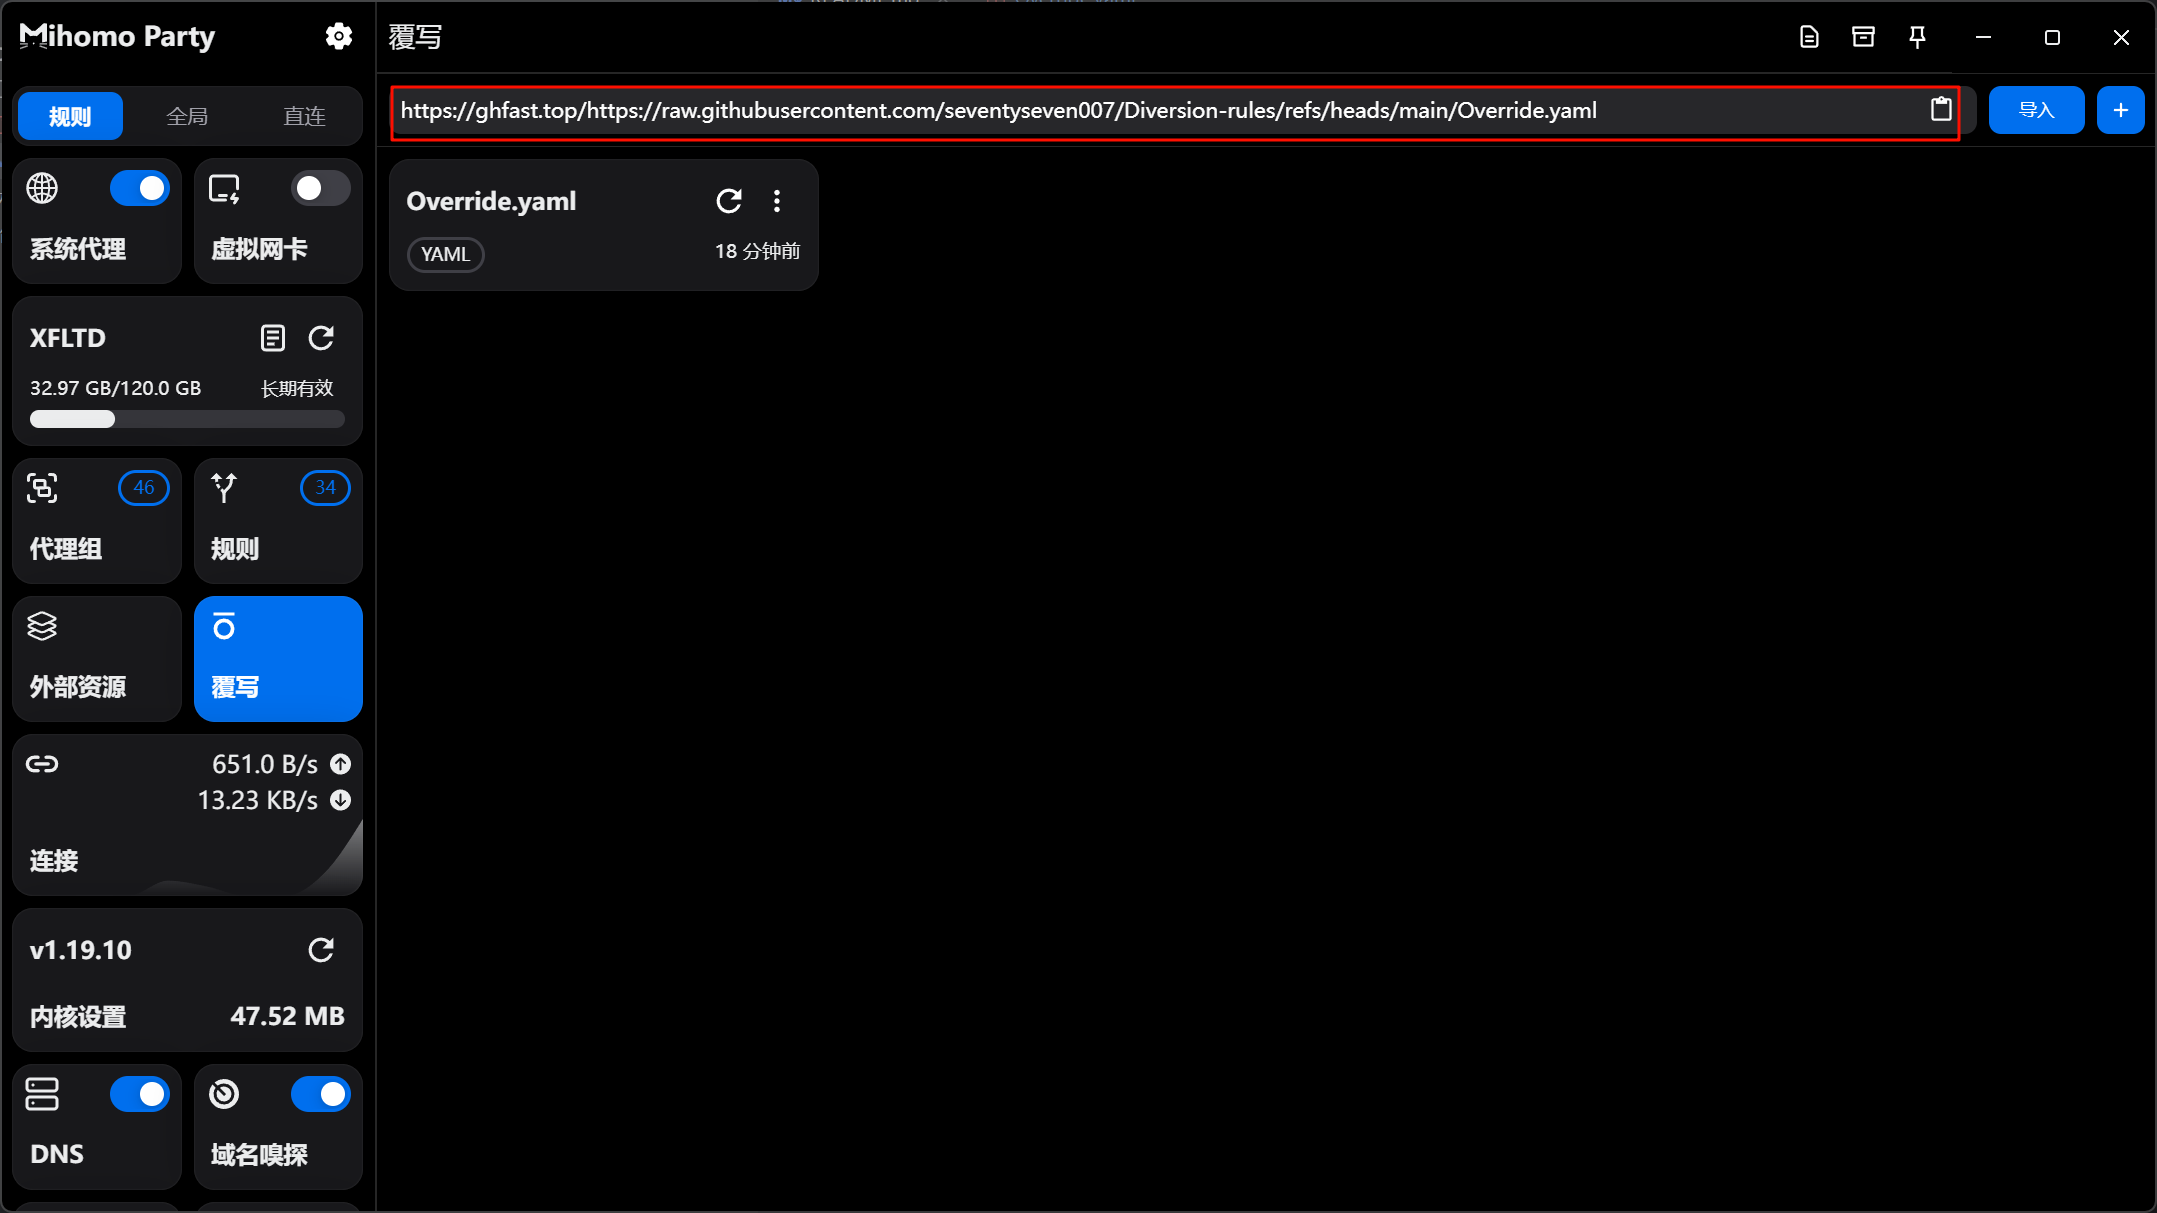 Mihomo Party
覆写
规则 全局 直连
https://ghfast.top/https://raw.githubusercontent.com/seventyseven007/Diversion-rules/refs/heads/main/Override.yaml
导入
系统代理
虚拟网卡
Override.yaml
YAML
18 分钟前
XFLTD
32.97 GB/120.0 GB
长期有效
46
代理组
34
规则
外部资源
覆写
651.0 B/s
13.23 KB/s
连接
v1.19.10
内核设置
47.52 MB
DNS
域名嗅探